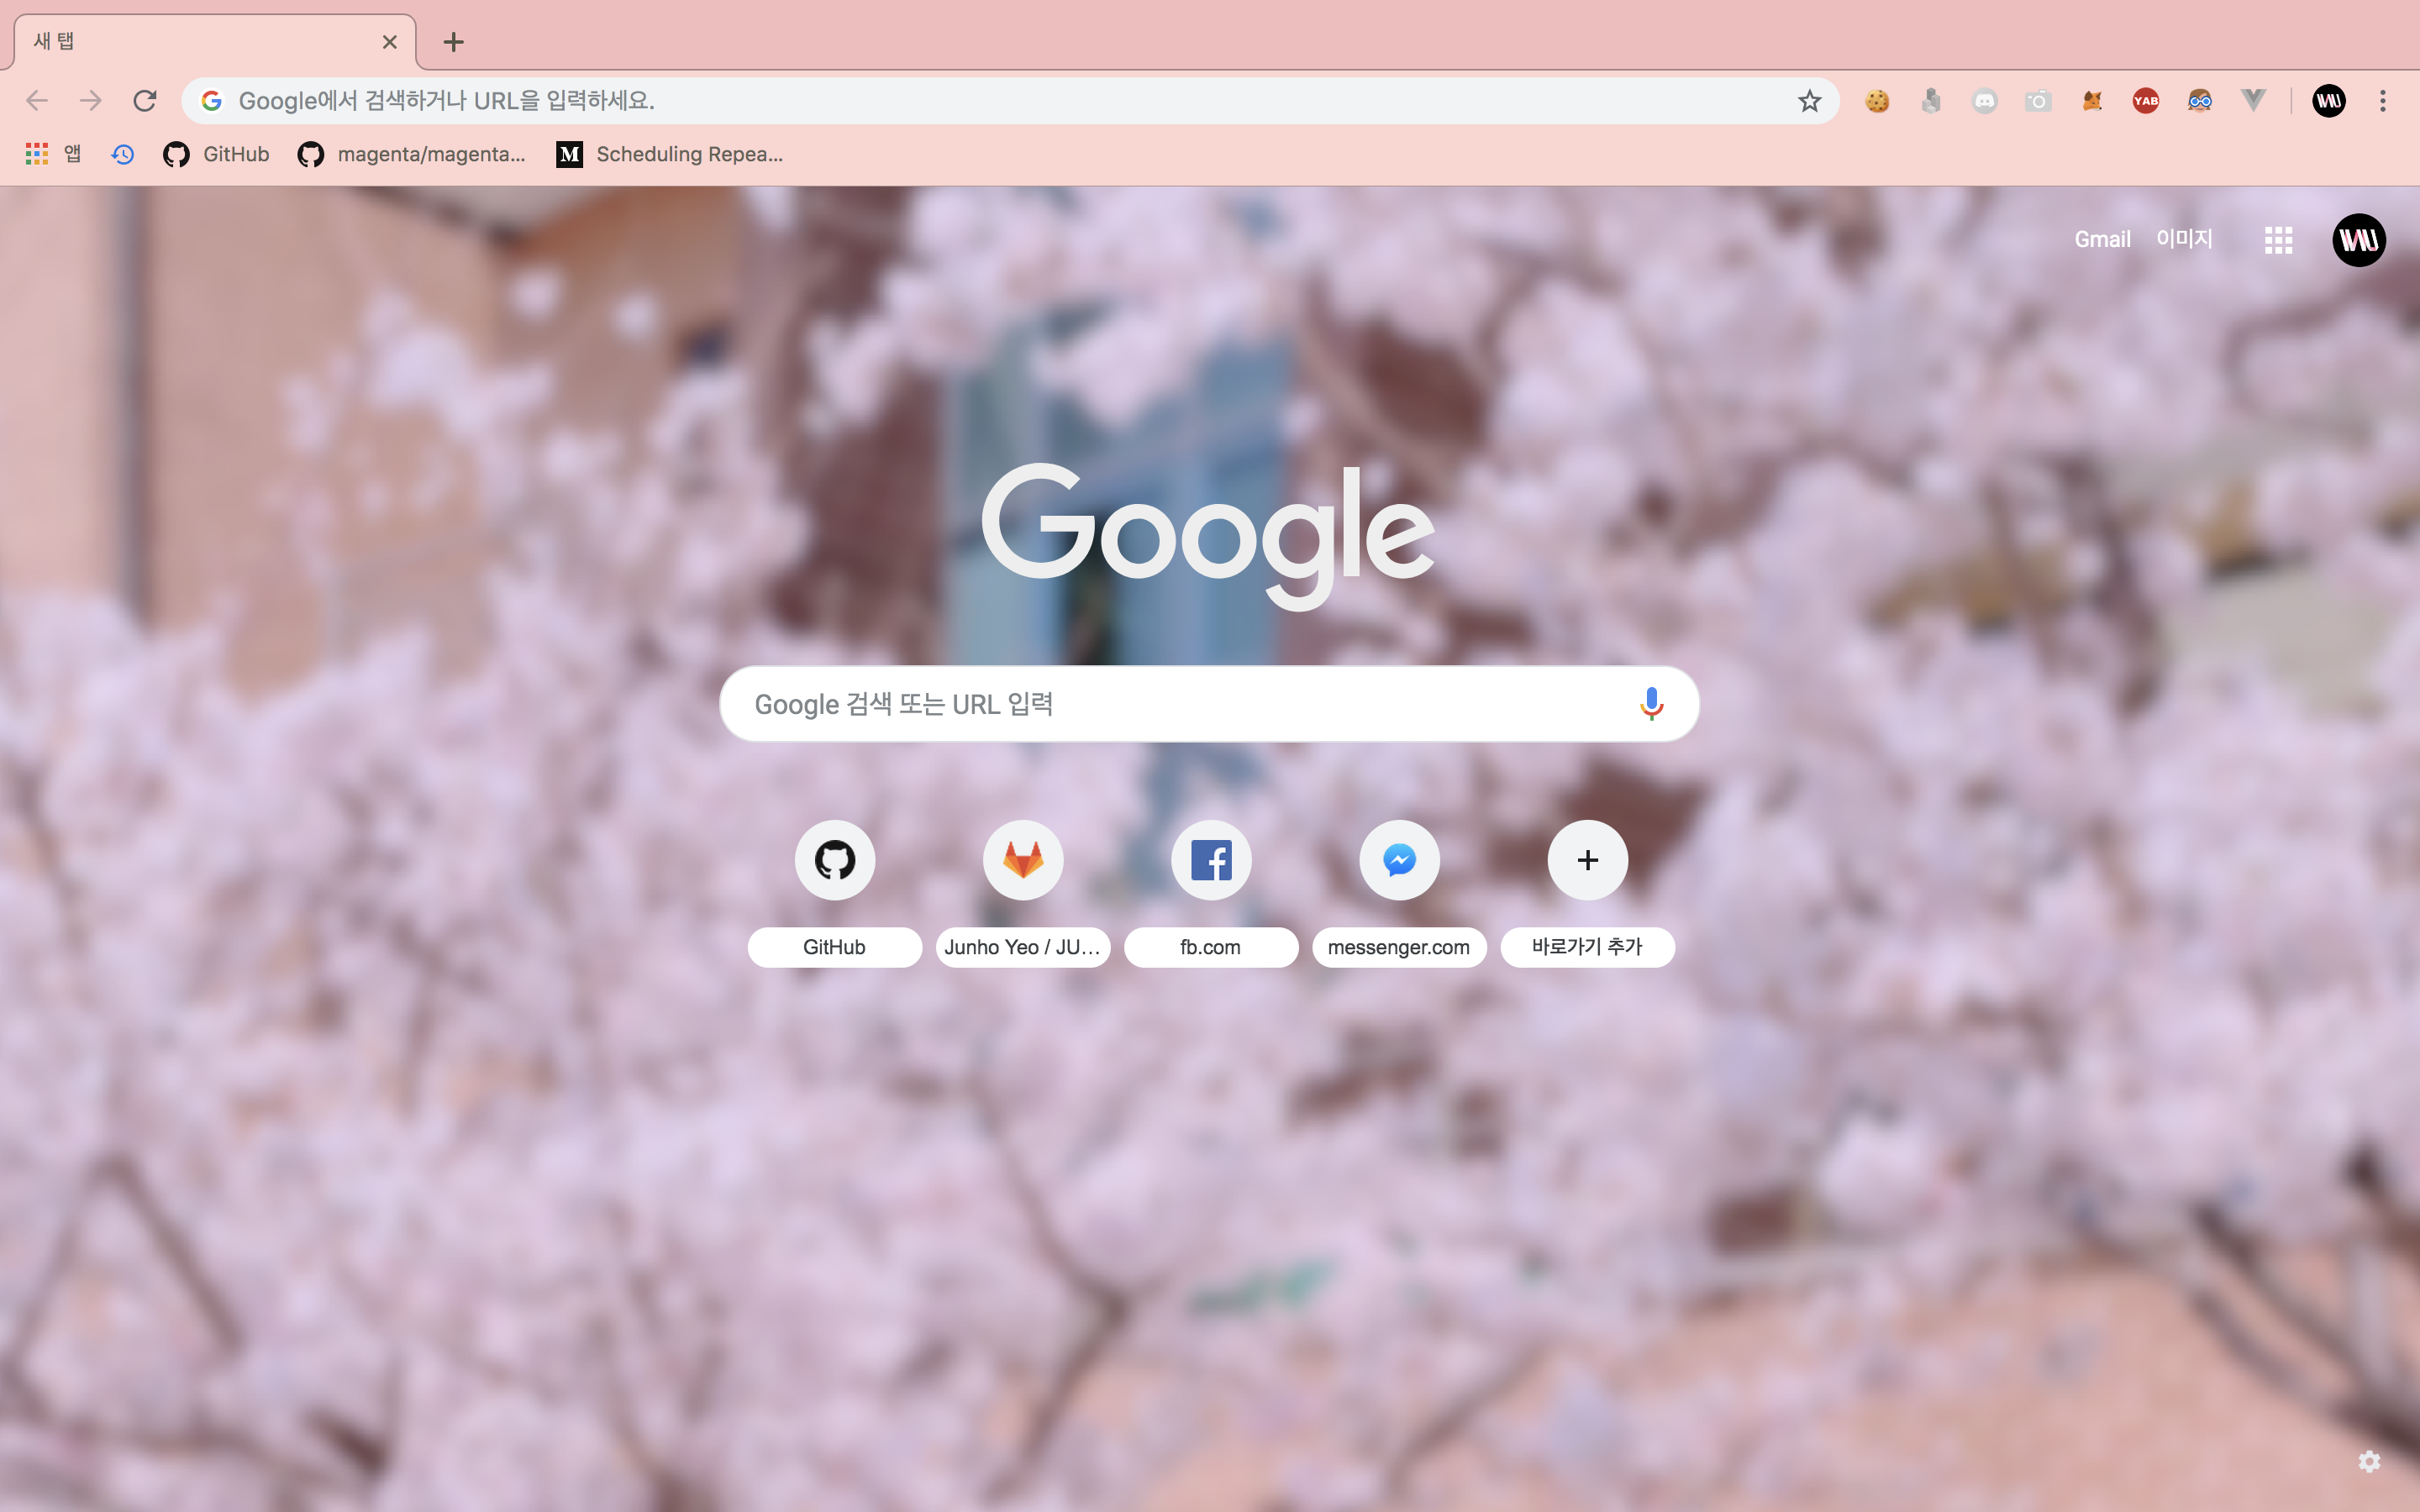 새 탭
Google에서 검색하거나 URL을 입력하세요.
YAB
앱
GitHub
magenta/magenta...
M Scheduling Repea...
Gmail 이미지
Google
Google 검색 또는 URL 입력
GitHub
Junho Yeo / JU...
fb.com
messenger.com
바로가기 추가